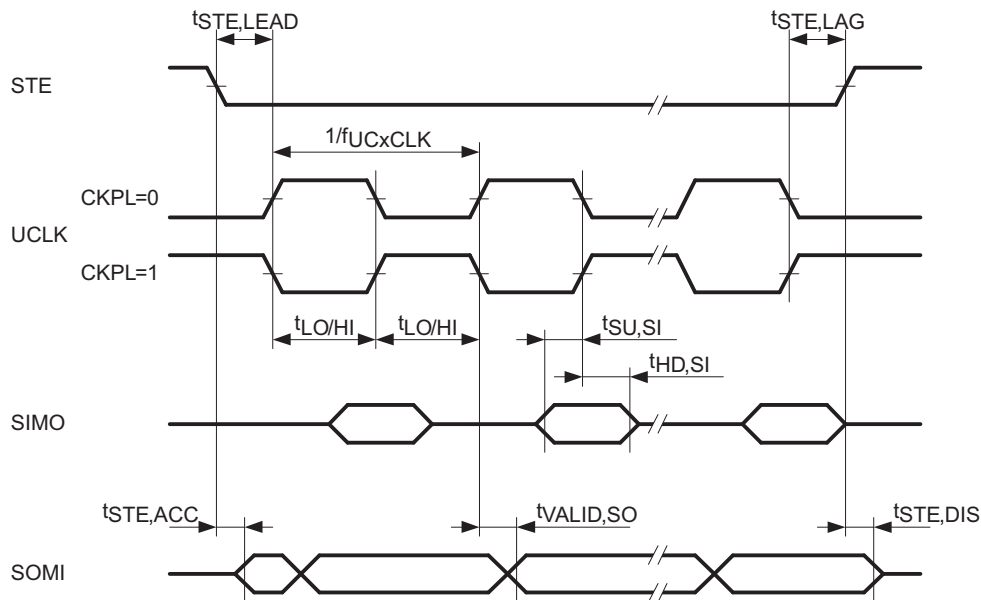 tSTE,LEAD
tSTE,LAG
STE
1/fUCxCLK
CKPL=0
UCLK
CKPL=1
tLO/HI tLO/HI
tSU,SI
tHD,SI
SIMO
tSTE,ACC
tVALID,SO
tSTE,DIS
SOMI